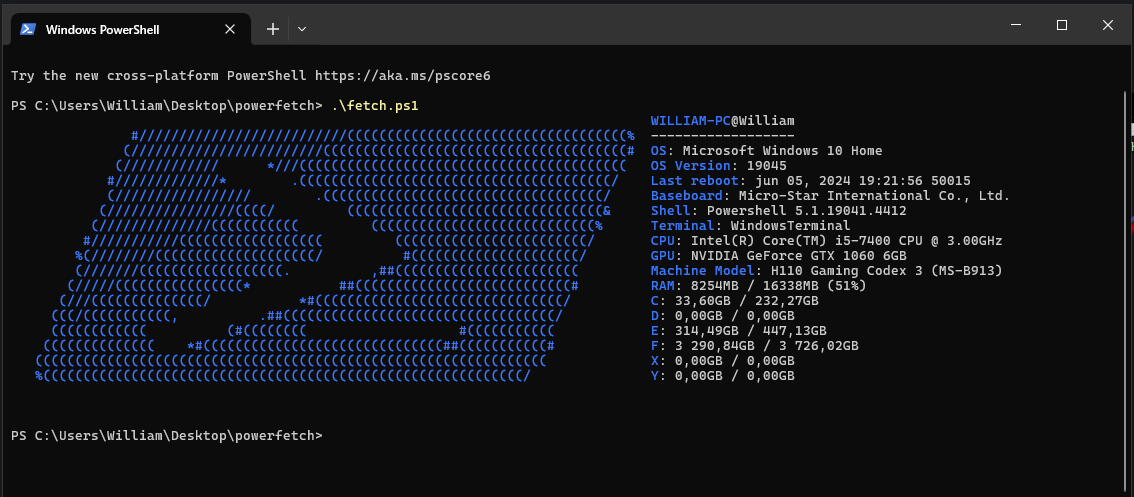 Windows PowerShell
Try the new cross-platform PowerShell https://aka.ms/pscore6
PS C:\Users\William\Desktop\powerfetch> .\fetch.ps1
WILLIAM-PC@William
------------------
OS: Microsoft Windows 10 Home
OS Version: 19045
Last reboot: jun 05, 2024 19:21:56 50015
Baseboard: Micro-Star International Co., Ltd.
Shell: Powershell 5.1.19041.4412
Terminal: WindowsTerminal
CPU: Intel(R) Core(TM) i5-7400 CPU @ 3.00GHz
GPU: NVIDIA GeForce GTX 1060 6GB
Machine Model: H110 Gaming Codex 3 (MS-B913)
RAM: 8254MB / 16338MB (51%)
C: 33,60GB / 232,27GB
D: 0,00GB / 0,00GB
E: 314,49GB / 447,13GB
F: 3 290,84GB / 3 726,02GB
X: 0,00GB / 0,00GB
Y: 0,00GB / 0,00GB
PS C:\Users\William\Desktop\powerfetch>